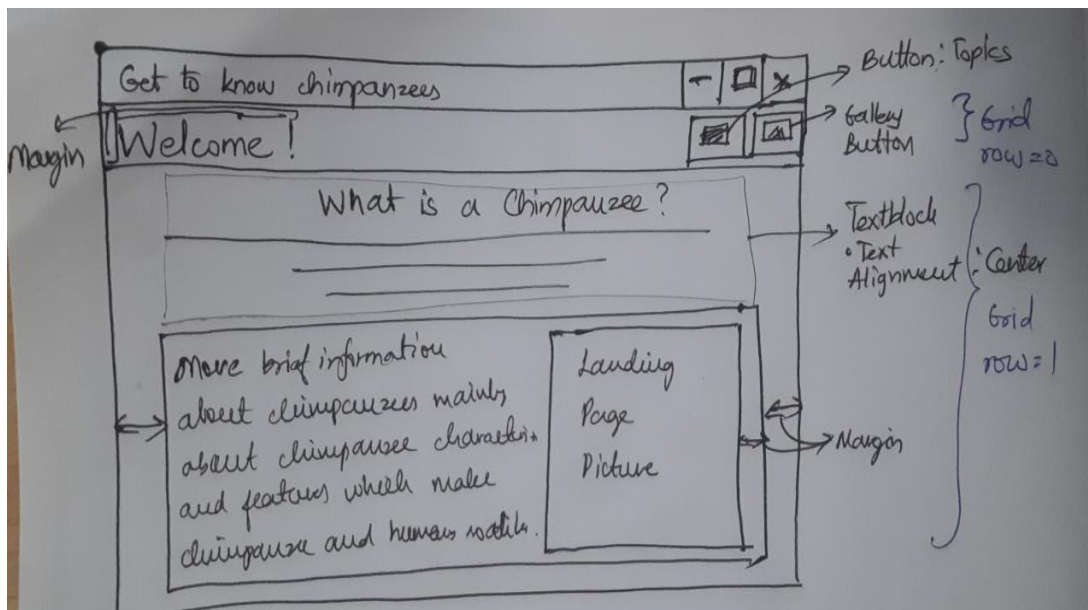 Get to know chimpanzees
Button: Topics
Welcome!
Gallery
Button
Grid
row=0
Margin
What is a Chimpanzee?
Textblock
• Text
Alignment: Center
Grid
row=1
More brief information
about chimpanzees mainly
about chimpanzee
and features which make
chimpanzee and humans
Landing
Page
Picture
Margin